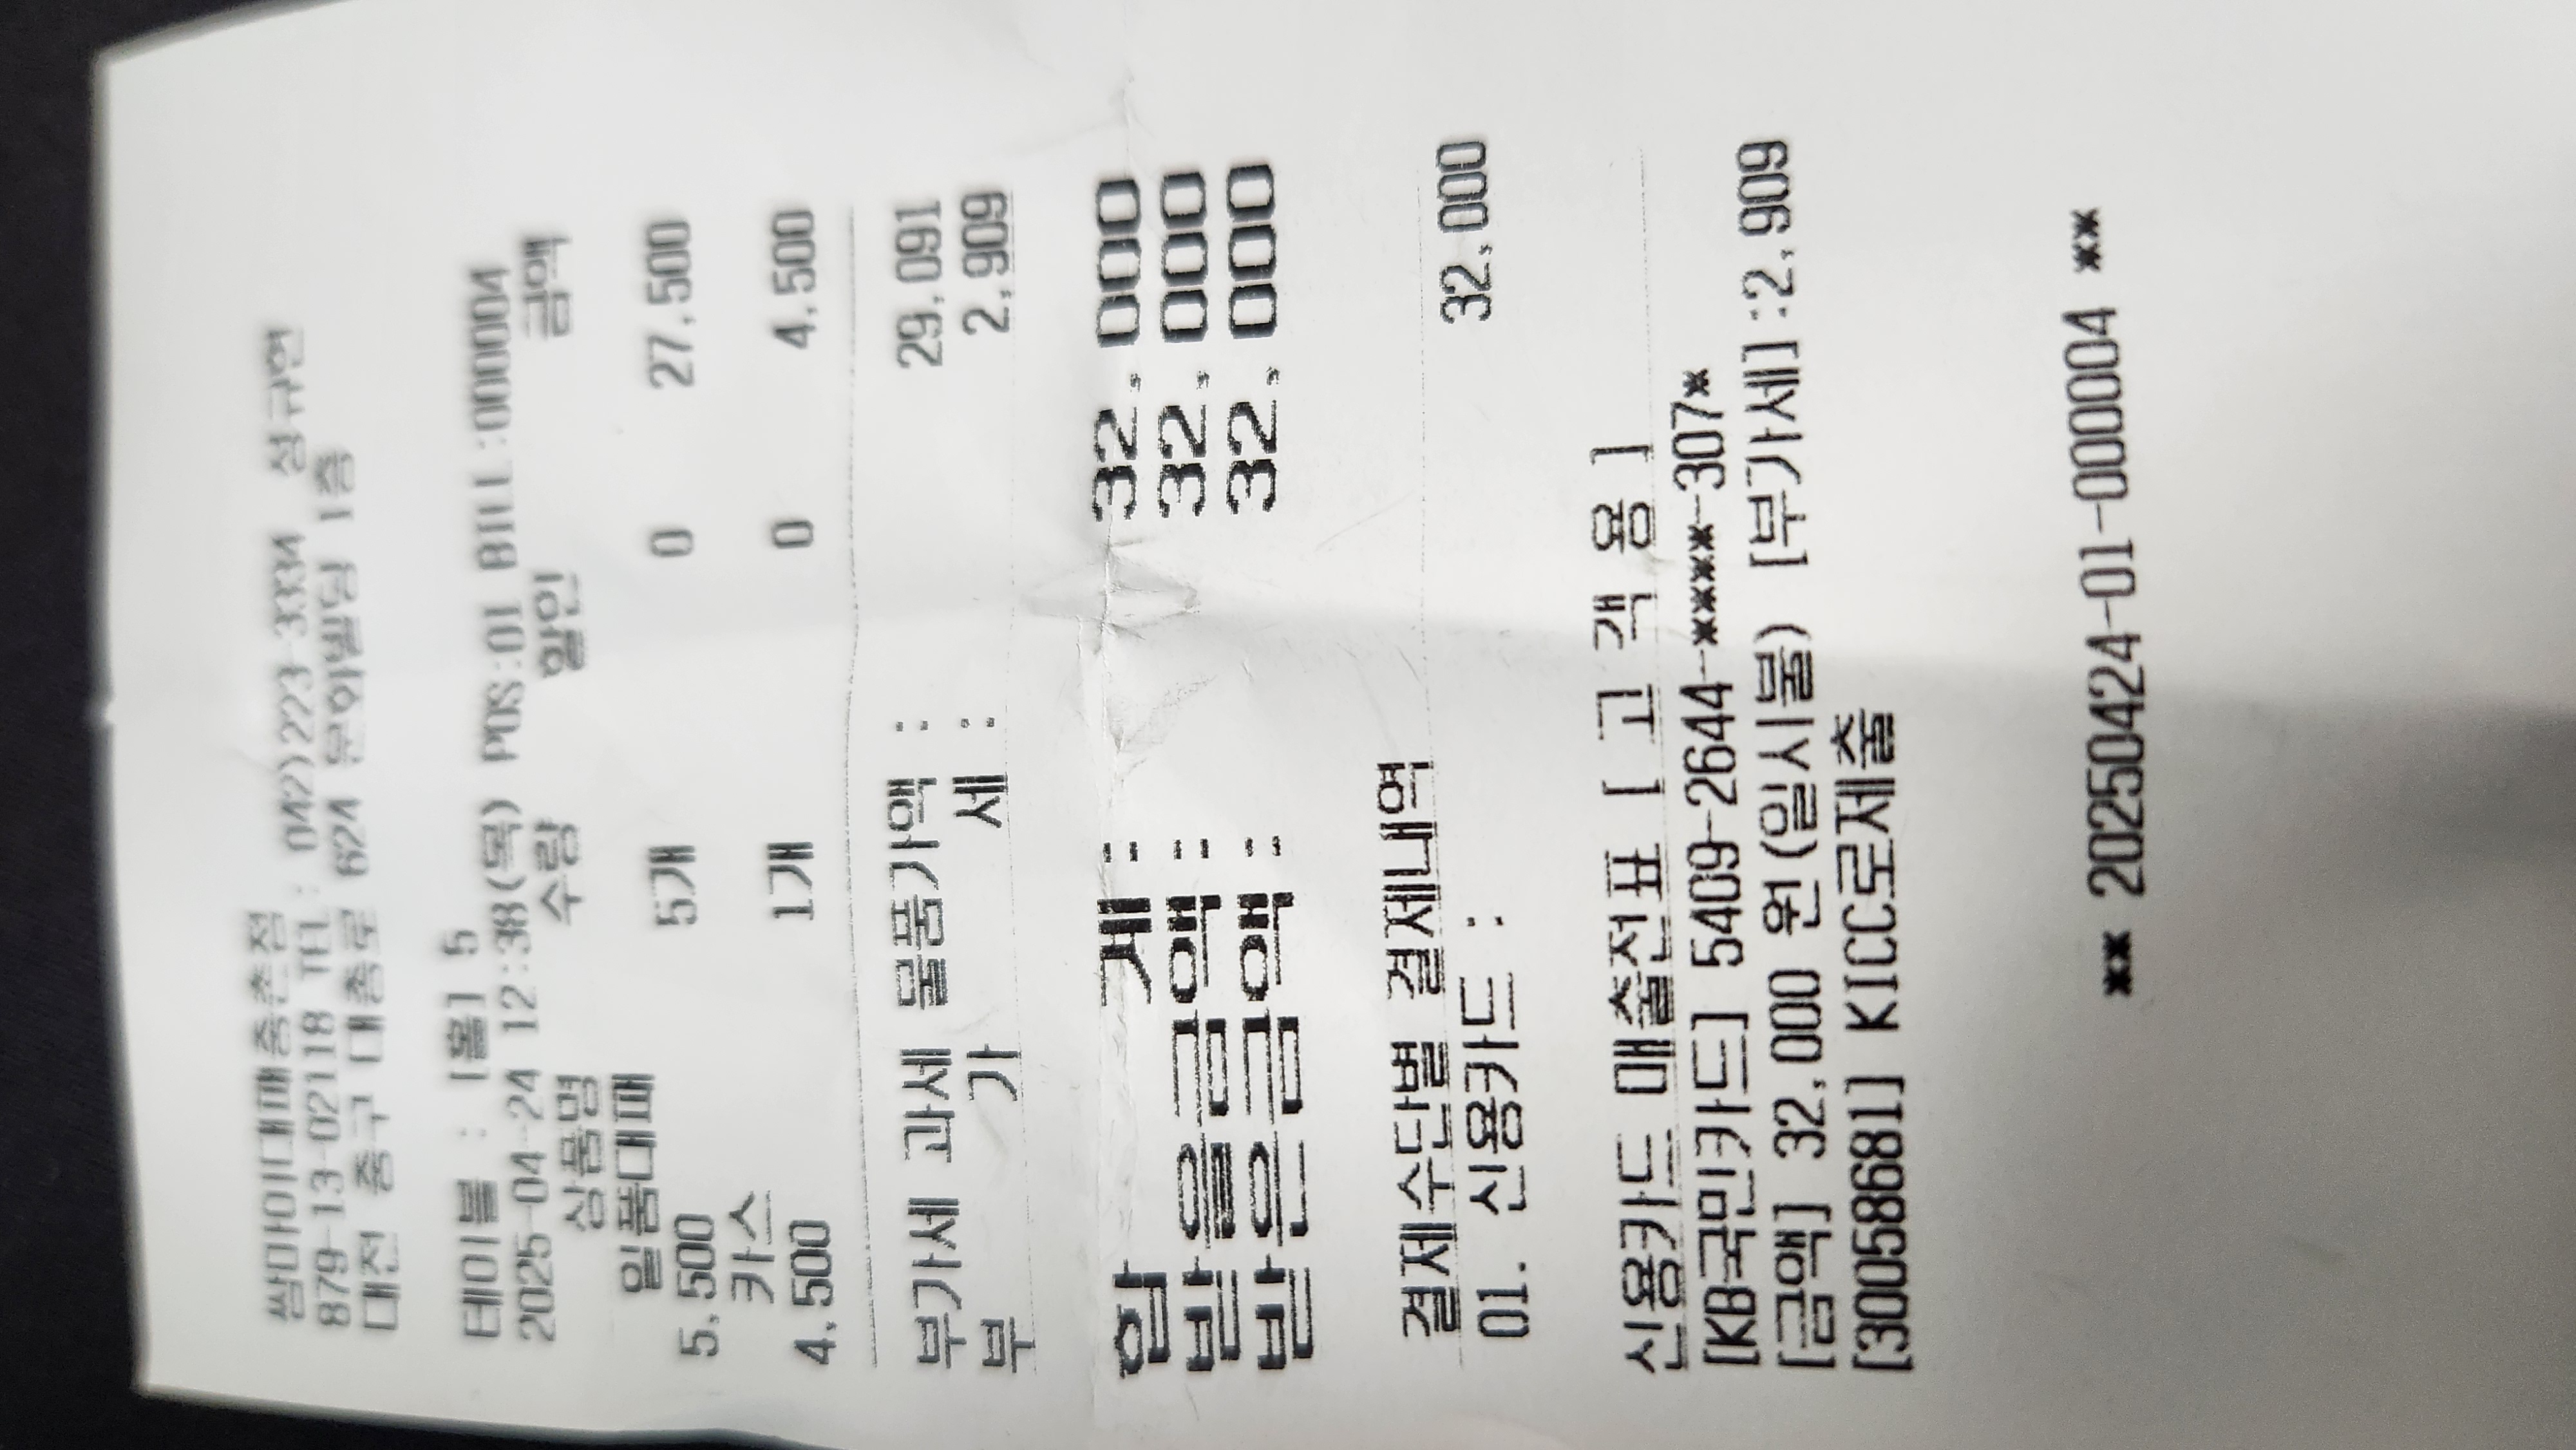 쌈마이대패중촌점
879-13-02118 TEL : 042)223-3334 성규현
대전 중구 대종로 624 문화빌딩 1층
테이블 : [홀] 5
2025-04-24 12:38(목) POS:01 BILL:000004
상품명 수량 할인 금액
일품대패
5,500 5개 0 27,500
카스
4,500 1개 0 4,500
부가세 과세 물품가액 : 29,091
부 가 세 : 2,909
합 계 : 32,000
받을금액 : 32,000
받은금액 : 32,000
결제수단별 결제내역
01. 신용카드 : 32,000
신용카드 매출전표 [ 고 객 용 ]
[KB국민카드] 5409-2644-****-307*
[금액] 32,000 원(일시불) [부가세]:2,909
[300586811] KICC로제출
** 20250424-01-000004 **